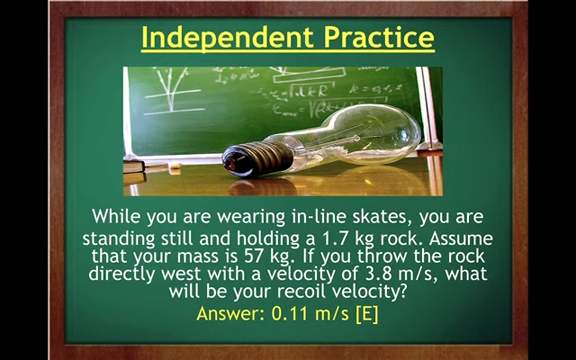 Independent Practice
While you are wearing in-line skates, you are
standing still and holding a 1.7 kg rock. Assume
that your mass is 57 kg. If you throw the rock
directly west with a velocity of 3.8 m/s, what
will be your recoil velocity?
Answer: 0.11 m/s [E]